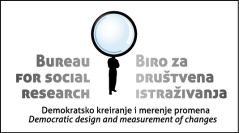 BUREAU
FOR SOCIAL
RESEARCH
BIRO ZA
DRUŠTVENA
ISTRAŽIVANJA
Demokratsko kreiranje i merenje promena
Democratic design and measurement of changes